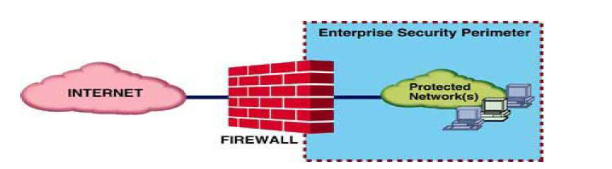 Enterprise Security Perimeter
INTERNET
Protected
Network(s)
FIREWALL